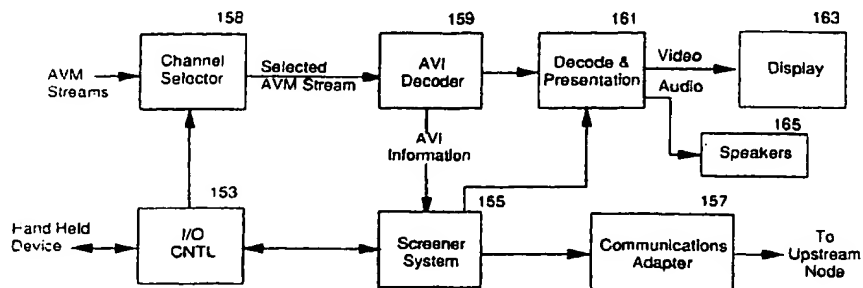 158
159
161
163
Channel
Selector
AVI
Decoder
Decode &
Presentation
Display
AVM
Streams
Selected
AVM Stream
Video
Audio
165
Speakers
AVI
Information
153
155
157
Hand Held
Device
I/O
CNTL
Screener
System
Communications
Adapter
To
Upstream
Node